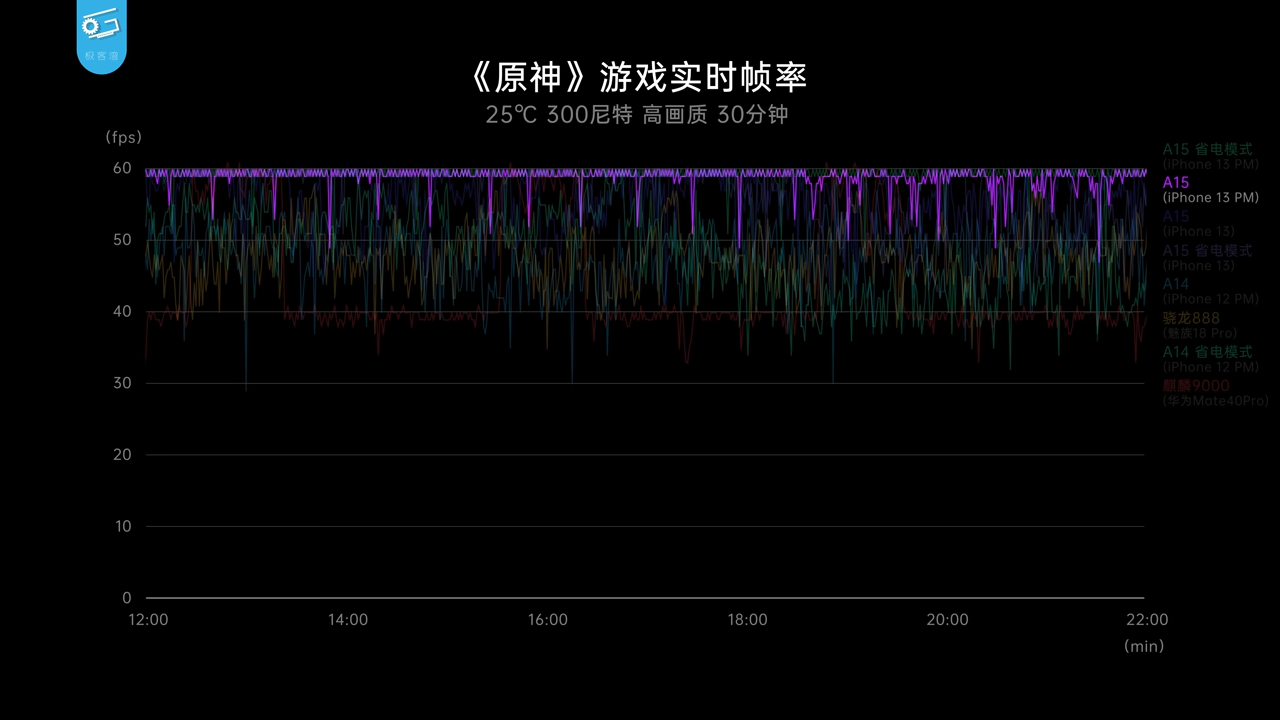 极客湾
《原神》游戏实时帧率
25℃ 300尼特 高画质 30分钟
(fps)
60
50
40
30
20
10
0
12:00
14:00
16:00
18:00
20:00
22:00
(min)
A15 省电模式
(iPhone 13 PM)
A15
(iPhone 13 PM)
A15
(iPhone 13)
A15 省电模式
(iPhone 13)
A14
(iPhone 12 PM)
骁龙888
(魅族18 Pro)
A14 省电模式
(iPhone 12 PM)
麒麟9000
(华为Mate40Pro)